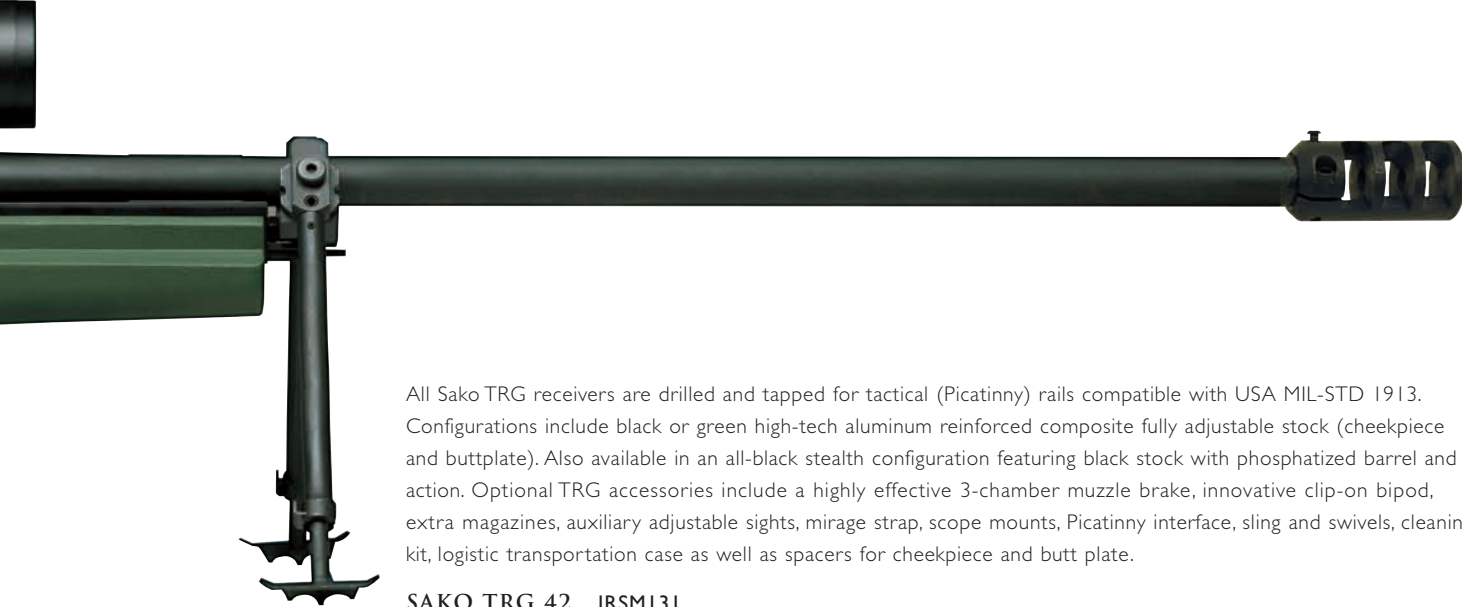 All Sako TRG receivers are drilled and tapped for tactical (Picatinny) rails compatible with USA MIL-STD 1913.
Configurations include black or green high-tech aluminum reinforced composite fully adjustable stock (cheekpiece
and buttplate). Also available in an all-black stealth configuration featuring black stock with phosphatized barrel and
action. Optional TRG accessories include a highly effective 3-chamber muzzle brake, innovative clip-on bipod,
extra magazines, auxiliary adjustable sights, mirage strap, scope mounts, Picatinny interface, sling and swivels, cleanin
kit, logistic transportation case as well as spacers for cheekpiece and butt plate.
SAKO TRG 42 JRSM131